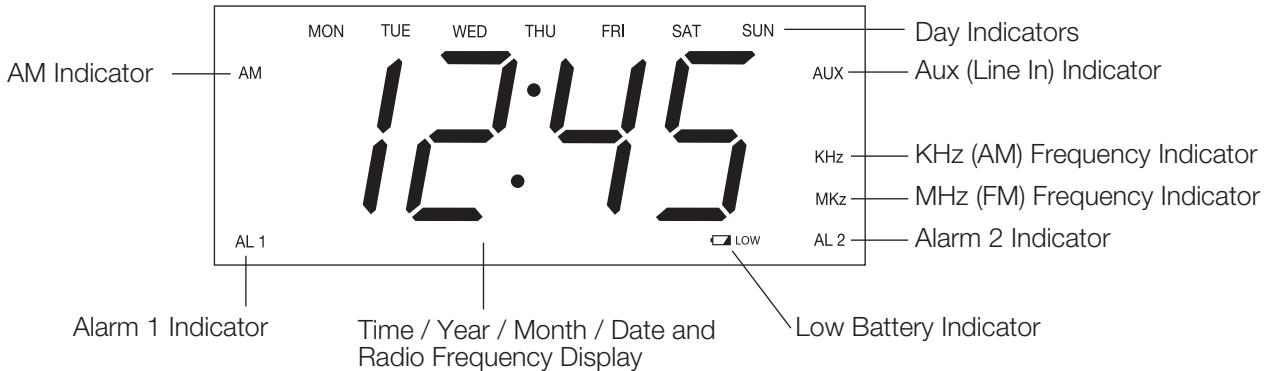 MON TUE WED THU FRI SAT SUN
Day Indicators
AM Indicator
AM
12:45
AUX
Aux (Line In) Indicator
KHz
KHz (AM) Frequency Indicator
MKz
MHz (FM) Frequency Indicator
AL 1
LOW
AL 2
Alarm 2 Indicator
Alarm 1 Indicator
Time / Year / Month / Date and
Radio Frequency Display
Low Battery Indicator